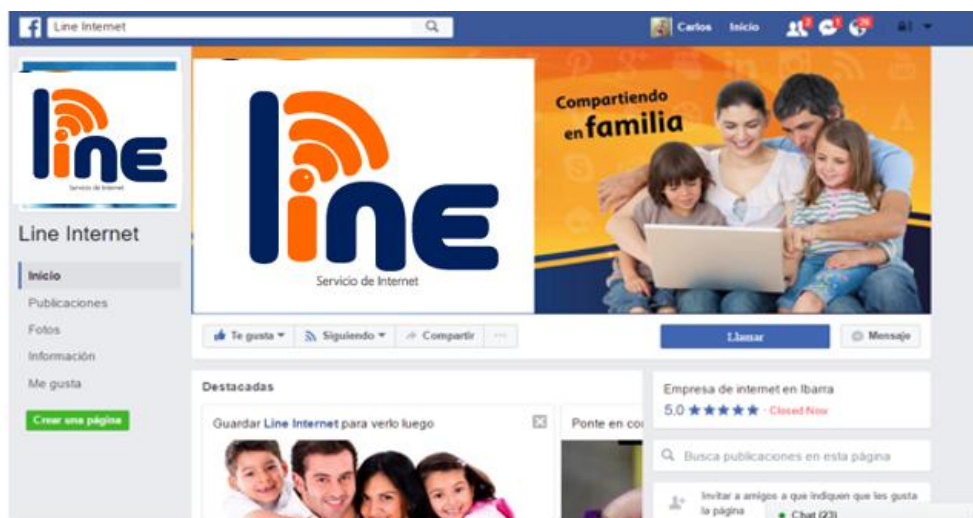 Line Internet
Carlos Inicio
line
Servicio de Internet
line
Servicio de Internet
Compartiendo
en familia
Line Internet
Inicio
Publicaciones
Fotos
Información
Me gusta
Crear una página
Te gusta Siguiendo Compartir ...
Llamar Mensaje
Destacadas
Guardar Line Internet para verlo luego
Ponte en co
Empresa de internet en Ibarra
5.0 ★★★★★ · Closed Now
Busca publicaciones en esta página
Invitar a amigos a que indiquen que les gusta
la página
Chat (23)